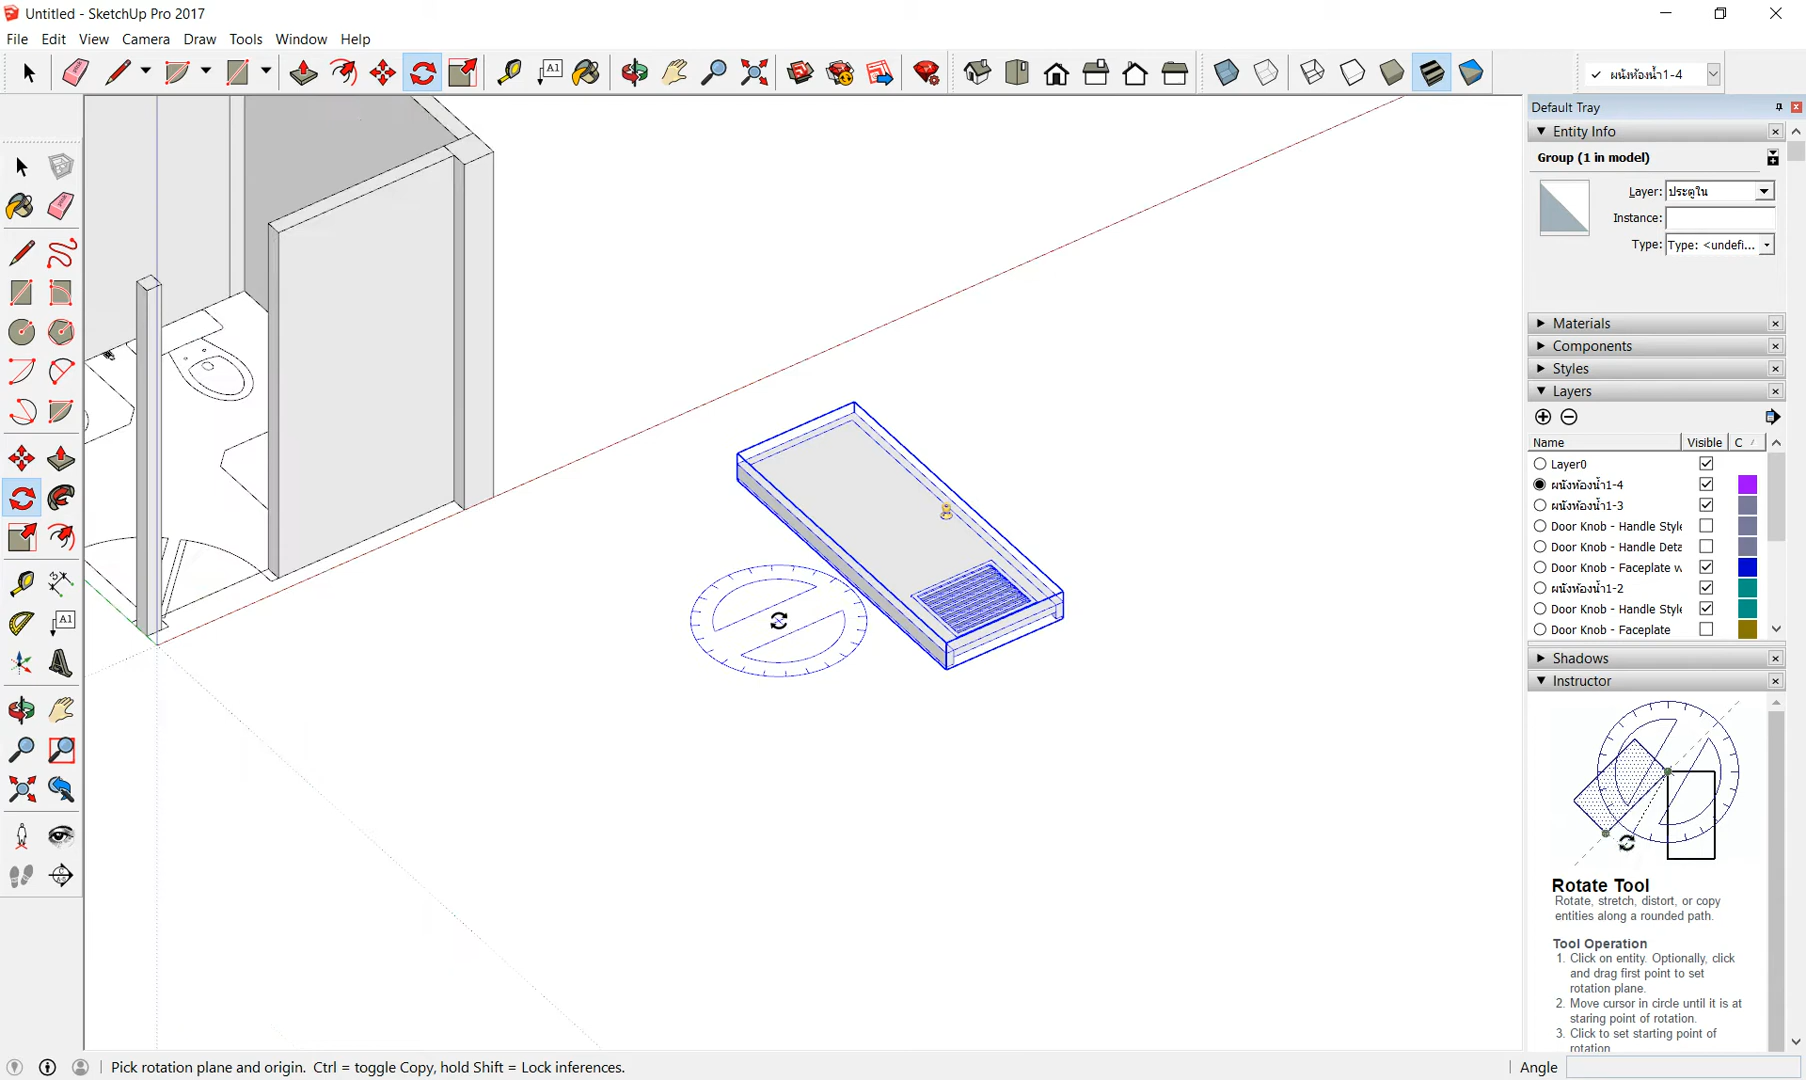 Untitled - SketchUp Pro 2017
File Edit View Camera Draw Tools Window Help
A1
✓ ผนังห้องน้ำ1-4
Default Tray
Entity Info
Group (1 in model)
Layer: ประตูใน
Instance:
Type: Type: <undefi...
Materials
Components
Styles
Layers
Name Visible C
Layer0
ผนังห้องน้ำ1-4
ผนังห้องน้ำ1-3
Door Knob - Handle Style
Door Knob - Handle Deta
Door Knob - Faceplate w
ผนังห้องน้ำ1-2
Door Knob - Handle Style
Door Knob - Faceplate
A1
Shadows
Instructor
Rotate Tool
Rotate, stretch, distort, or copy
entities along a rounded path.
Tool Operation
1. Click on entity. Optionally, click
and drag first point to set
rotation plane.
2. Move cursor in circle until it is at
staring point of rotation.
3. Click to set starting point of
rotation
Pick rotation plane and origin. Ctrl = toggle Copy, hold Shift = Lock inferences.
Angle